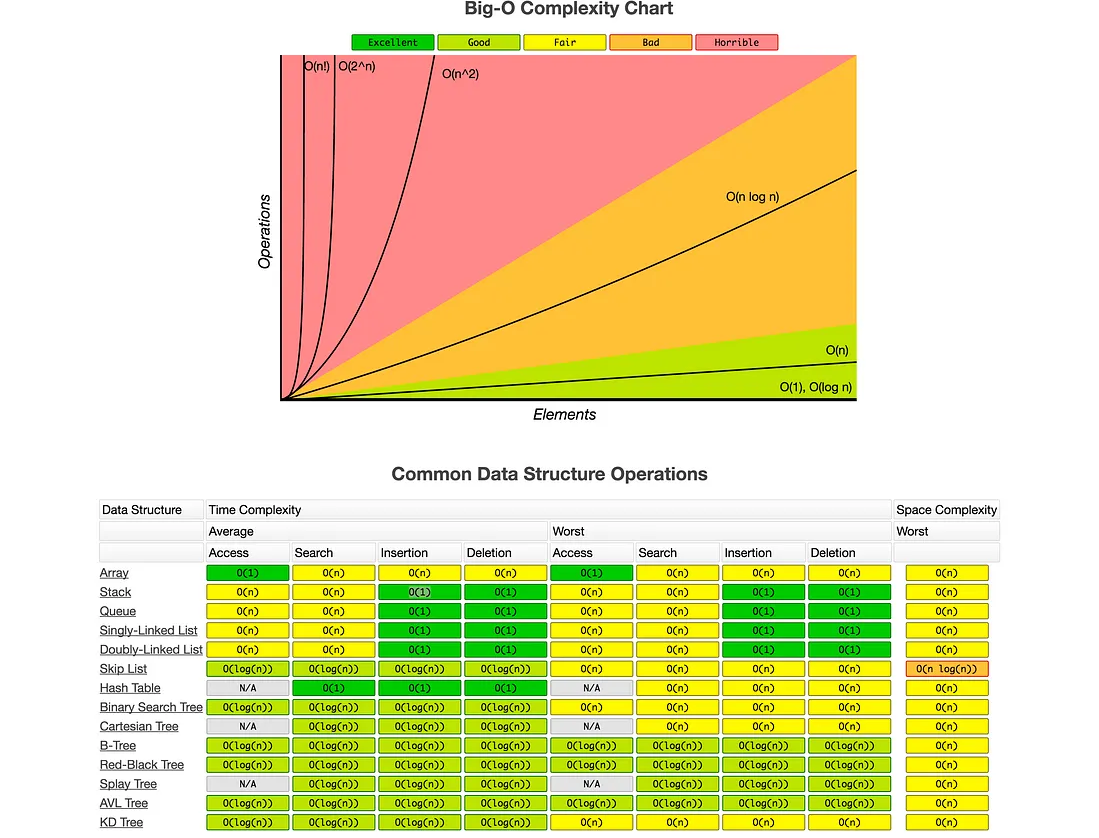 Big-O Complexity Chart
Excellent Good Fair Bad Horrible
O(n!) O(2^n) O(n^2)
O(n log n)
Operations
O(n)
O(1), O(log n)
Elements
Common Data Structure Operations
Data Structure Time Complexity Space Complexity
Average Worst Worst
Access Search Insertion Deletion Access Search Insertion Deletion
Array O(1) O(n) O(n) O(n) O(1) O(n) O(n) O(n) O(n)
Stack O(n) O(n) O(1) O(1) O(n) O(n) O(1) O(1) O(n)
Queue O(n) O(n) O(1) O(1) O(n) O(n) O(1) O(1) O(n)
Singly-Linked List O(n) O(n) O(1) O(1) O(n) O(n) O(1) O(1) O(n)
Doubly-Linked List O(n) O(n) O(1) O(1) O(n) O(n) O(1) O(1) O(n)
Skip List O(log(n)) O(log(n)) O(log(n)) O(log(n)) O(n) O(n) O(n) O(n) O(n log(n))
Hash Table N/A O(1) O(1) O(1) N/A O(n) O(n) O(n) O(n)
Binary Search Tree O(log(n)) O(log(n)) O(log(n)) O(log(n)) O(n) O(n) O(n) O(n) O(n)
Cartesian Tree N/A O(log(n)) O(log(n)) O(log(n)) N/A O(n) O(n) O(n) O(n)
B-Tree O(log(n)) O(log(n)) O(log(n)) O(log(n)) O(log(n)) O(log(n)) O(log(n)) O(log(n)) O(n)
Red-Black Tree O(log(n)) O(log(n)) O(log(n)) O(log(n)) O(log(n)) O(log(n)) O(log(n)) O(log(n)) O(n)
Splay Tree N/A O(log(n)) O(log(n)) O(log(n)) N/A O(log(n)) O(log(n)) O(log(n)) O(n)
AVL Tree O(log(n)) O(log(n)) O(log(n)) O(log(n)) O(log(n)) O(log(n)) O(log(n)) O(log(n)) O(n)
KD Tree O(log(n)) O(log(n)) O(log(n)) O(log(n)) O(n) O(n) O(n) O(n) O(n)